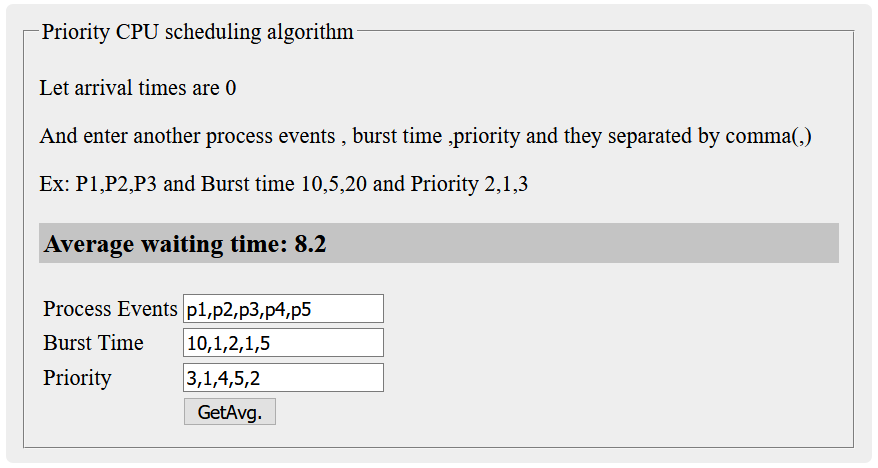 Priority CPU scheduling algorithm
Let arrival times are 0
And enter another process events , burst time ,priority and they separated by comma(,)
Ex: P1,P2,P3 and Burst time 10,5,20 and Priority 2,1,3
Average waiting time: 8.2
Process Events p1,p2,p3,p4,p5
Burst Time 10,1,2,1,5
Priority 3,1,4,5,2
GetAvg.